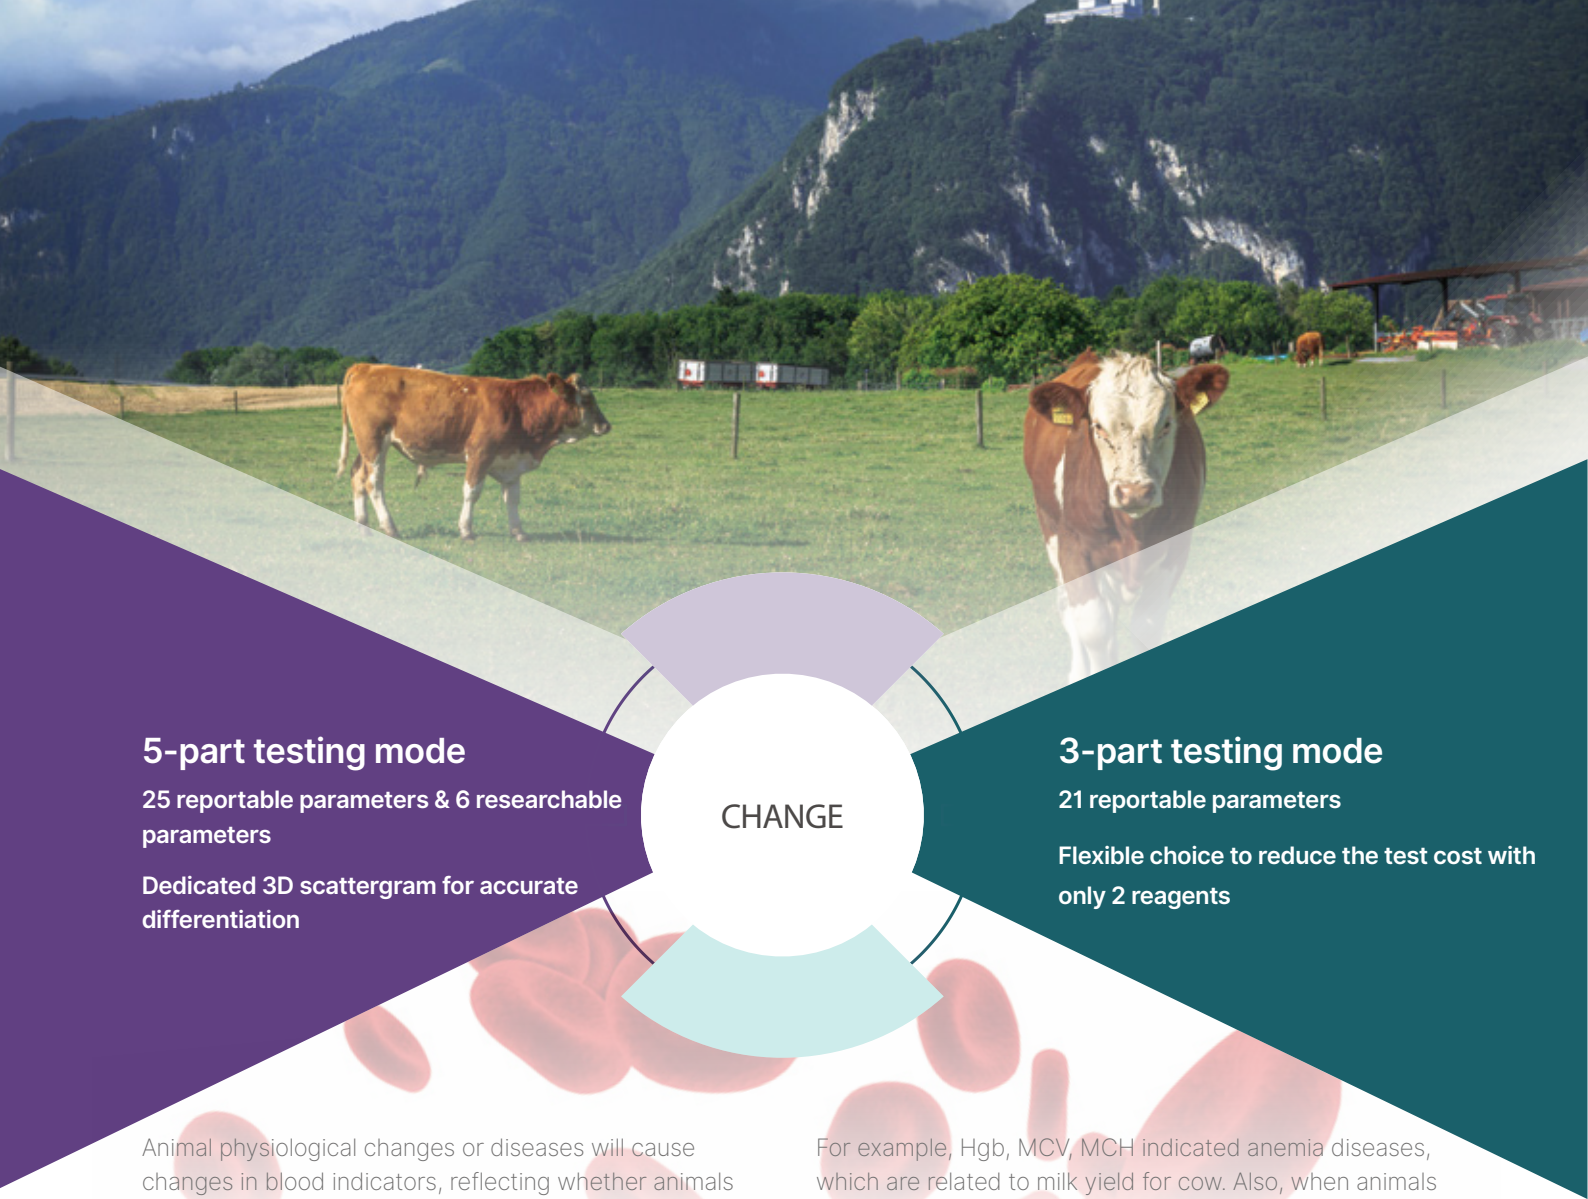 5-part testing mode
25 reportable parameters & 6 researchable
parameters
Dedicated 3D scattergram for accurate
differentiation
CHANGE
3-part testing mode
21 reportable parameters
Flexible choice to reduce the test cost with
only 2 reagents
Animal physiological changes or diseases will cause
changes in blood indicators, reflecting whether animals
For example, Hgb, MCV, MCH indicated anemia diseases,
which are related to milk yield for cow. Also, when animals